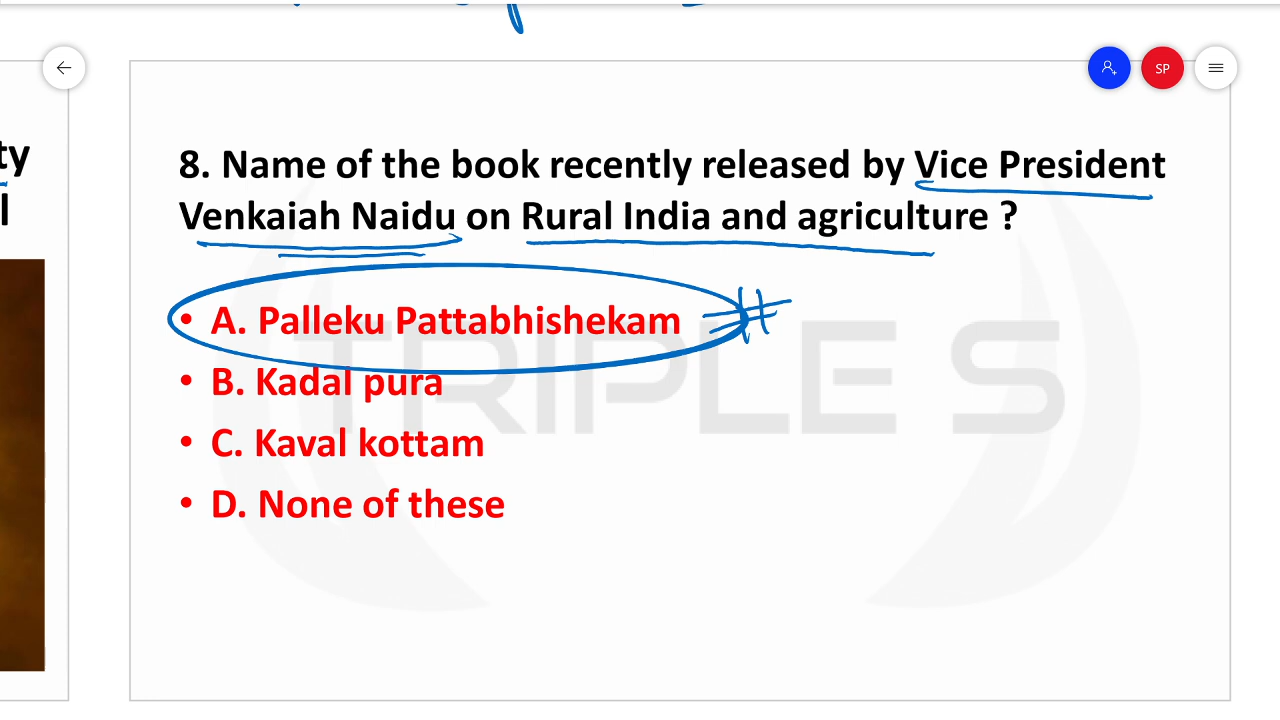 ty
l
SP
8. Name of the book recently released by Vice President
Venkaiah Naidu on Rural India and agriculture ?
• A. Palleku Pattabhishekam
• B. Kadal pura
• C. Kaval kottam
• D. None of these
TRIPLE S